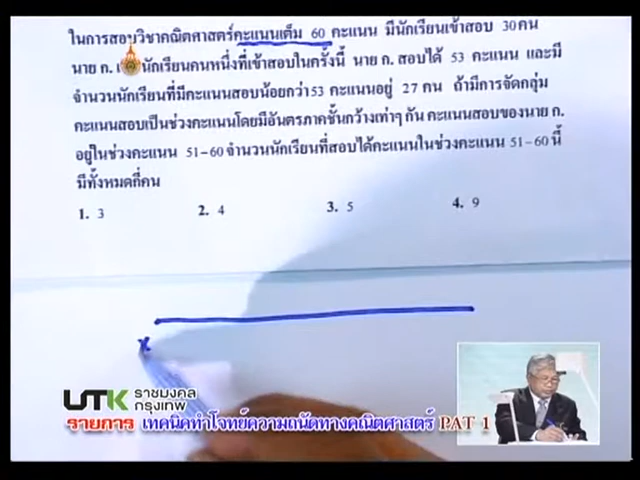 ในการสอบวิชาคณิตศาสตร์คะแนนเต็ม 60 คะแนน มีนักเรียนเข้าสอบ 30 คน
นาย ก. นักเรียนคนหนึ่งที่เข้าสอบในครั้งนี้ นาย ก. สอบได้ 53 คะแนน และมี
จำนวนนักเรียนที่มีคะแนนสอบน้อยกว่า 53 คะแนนอยู่ 27 คน ถ้ามีการจัดกลุ่ม
คะแนนสอบเป็นช่วงคะแนนโดยมีอันตรภาคชั้นกว้างเท่าๆ กัน คะแนนสอบของนาย ก.
อยู่ในช่วงคะแนน 51-60 จำนวนนักเรียนที่สอบได้คะแนนในช่วงคะแนน 51-60 นี้
มีทั้งหมดกี่คน
1. 3 2. 4 3. 5 4. 9
x
UTK ราชมงคล
กรุงเทพ
รายการ เทคนิคทำโจทย์ความถนัดทางคณิตศาสตร์ PAT 1